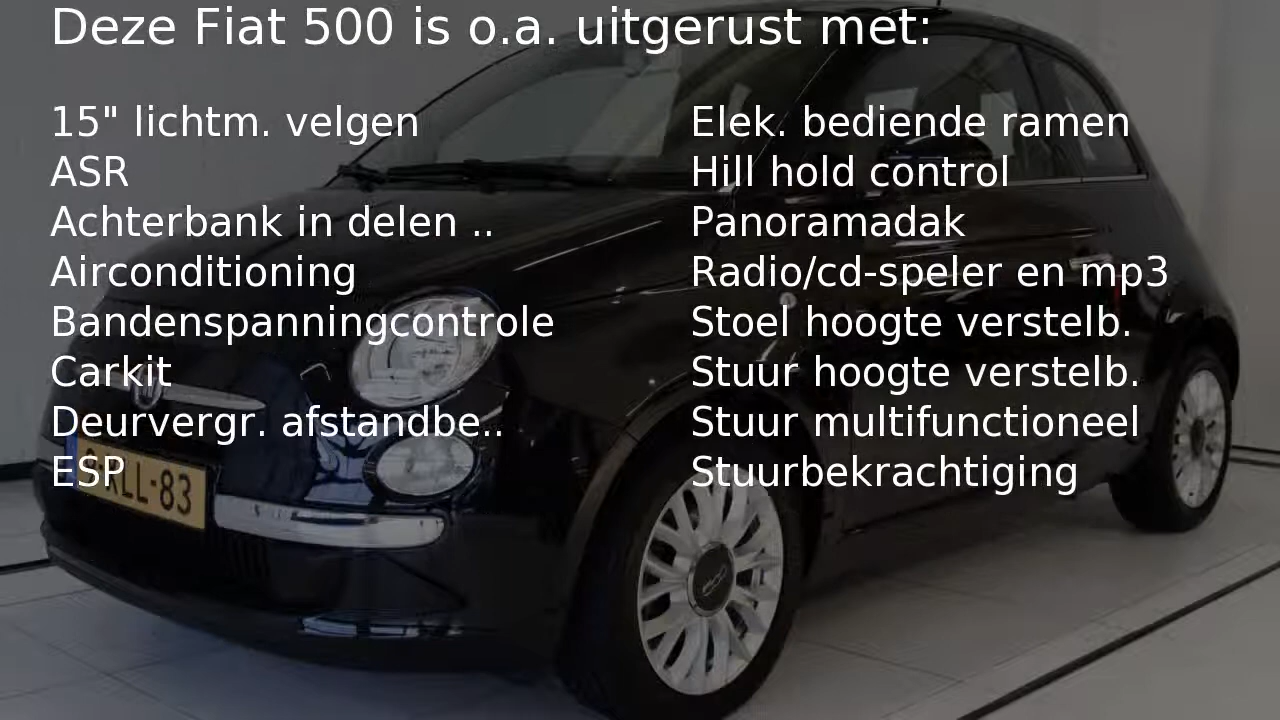 Deze Fiat 500 is o.a. uitgerust met:
15" lichtm. velgen
ASR
Achterbank in delen ..
Airconditioning
Bandenspanningcontrole
Carkit
Deurvergr. afstandbe..
ESP
Elek. bediende ramen
Hill hold control
Panoramadak
Radio/cd-speler en mp3
Stoel hoogte verstelb.
Stuur hoogte verstelb.
Stuur multifunctioneel
Stuurbekrachtiging